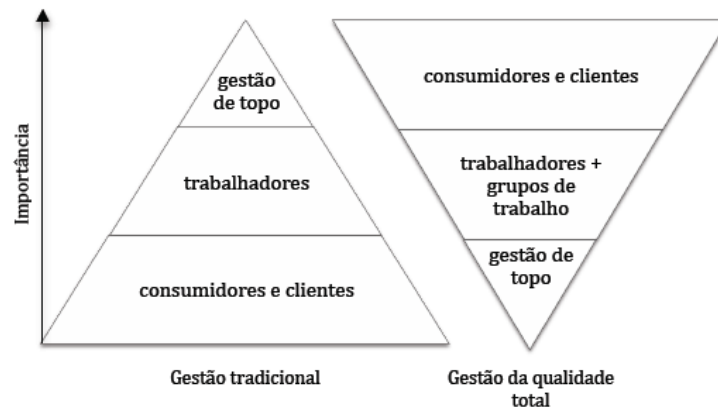 Importância
gestão
de topo
trabalhadores
consumidores e clientes
Gestão tradicional
consumidores e clientes
trabalhadores +
grupos de
trabalho
gestão de
topo
Gestão da qualidade
total